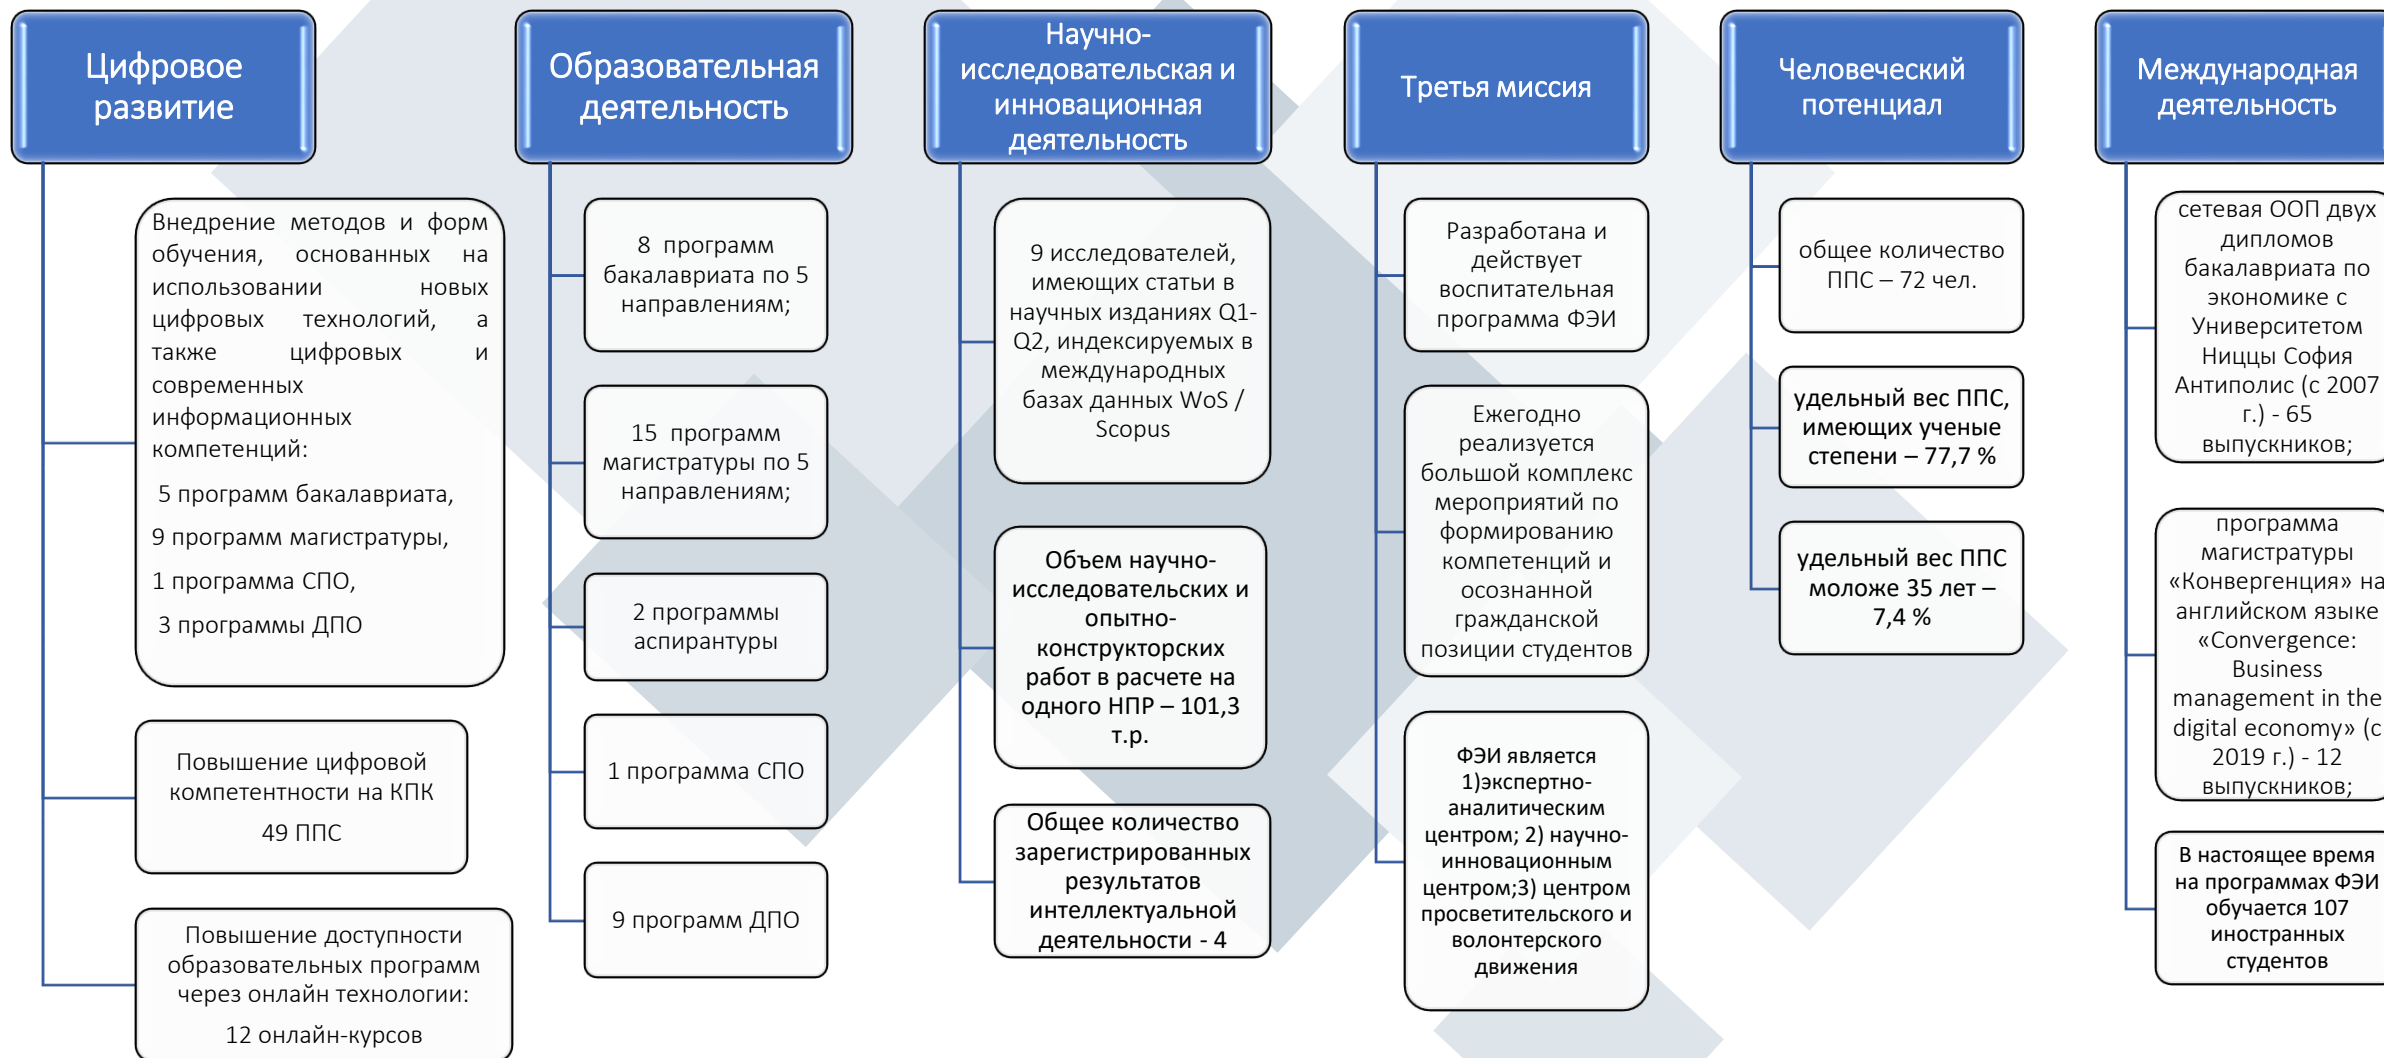 Цифровое
развитие
Внедрение методов и форм
обучения, основанных на
использовании новых
цифровых технологий, а
также цифровых и
современных
информационных
компетенций:
5 программ бакалавриата,
9 программ магистратуры,
1 программа СПО,
3 программы ДПО
Повышение цифровой
компетентности на КПК
49 ППС
Повышение доступности
образовательных программ
через онлайн технологии:
12 онлайн-курсов
Образовательная
деятельность
8 программ
бакалавриата по 5
направлениям;
15 программ
магистратуры по 5
направлениям;
2 программы
аспирантуры
1 программа СПО
9 программ ДПО
Научно-
исследовательская и
инновационная
деятельность
9 исследователей,
имеющих статьи в
научных изданиях Q1-
Q2, индексируемых в
международных
базах данных WoS /
Scopus
Объем научно-
исследовательских и
опытно-
конструкторских
работ в расчете на
одного НПР – 101,3
т.р.
Общее количество
зарегистрированных
результатов
интеллектуальной
деятельности - 4
Третья миссия
Разработана и
действует
воспитательная
программа ФЭИ
Ежегодно
реализуется
большой комплекс
мероприятий по
формированию
компетенций и
осознанной
гражданской
позиции студентов
ФЭИ является
1)экспертно-
аналитическим
центром; 2) научно-
инновационным
центром;3) центром
просветительского и
волонтерского
движения
Человеческий
потенциал
общее количество
ППС – 72 чел.
удельный вес ППС,
имеющих ученые
степени – 77,7 %
удельный вес ППС
моложе 35 лет –
7,4 %
Международная
деятельность
сетевая ООП двух
дипломов
бакалавриата по
экономике с
Университетом
Ниццы София
Антиполис (с 2007
г.) - 65
выпускников;
программа
магистратуры
«Конвергенция» на
английском языке
«Convergence:
Business
management in the
digital economy» (с
2019 г.) - 12
выпускников;
В настоящее время
на программах ФЭИ
обучается 107
иностранных
студентов